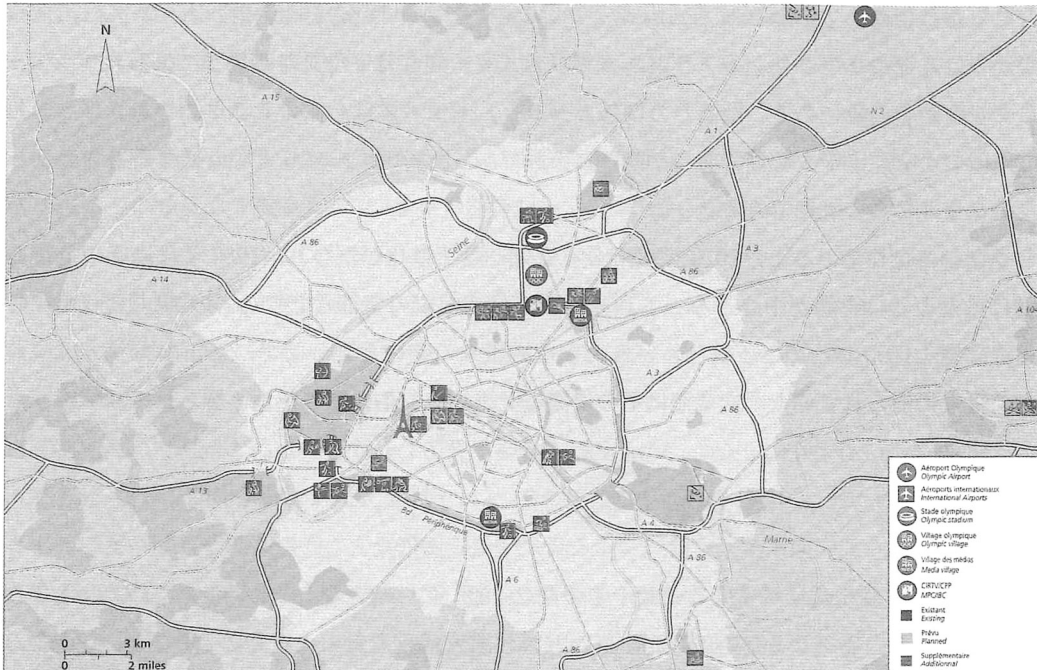 N
A 15
A 1
N 2
A 86
Seine
A 3
A 14
A 86
A 104
A 3
A 86
A 13
Bd Périphérique
A 4
Marne
A 86
A 6
A 86
0 3 km
0 2 miles
Aéroport Olympique
Olympic Airport
Aéroports internationaux
International Airports
Stade olympique
Olympic stadium
Village olympique
Olympic village
Village des médias
Media village
CIRTV/CPP
MPC/IBC
Existant
Existing
Prévu
Planned
Supplémentaire
Additionnal